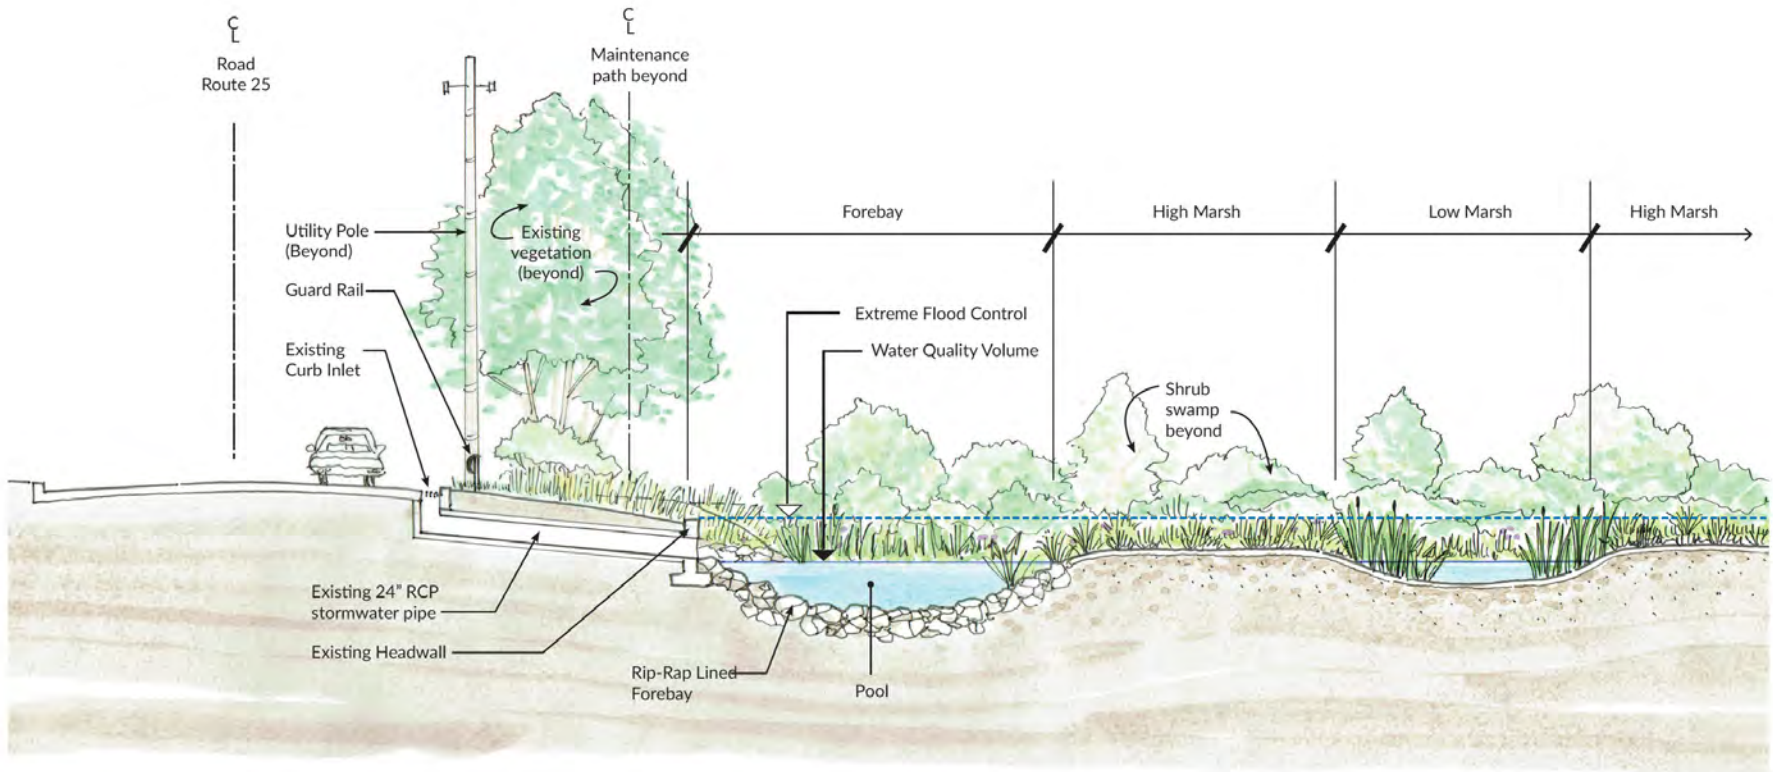 CL
Road
Route 25
CL
Maintenance
path beyond
Utility Pole
(Beyond)
Guard Rail
Existing
Curb Inlet
Existing
vegetation
(beyond)
Forebay
High Marsh
Low Marsh
High Marsh
Extreme Flood Control
Water Quality Volume
Shrub
swamp
beyond
Existing 24" RCP
stormwater pipe
Existing Headwall
Rip-Rap Lined
Forebay
Pool